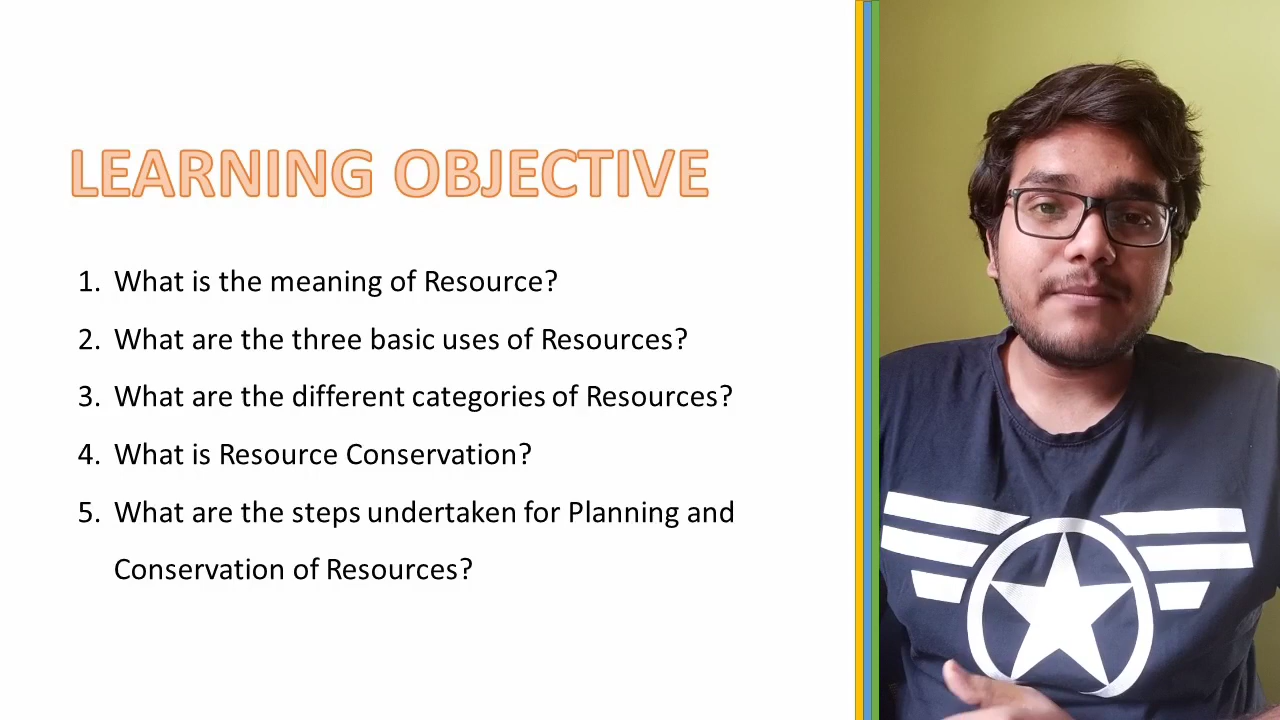 LEARNING OBJECTIVE
1. What is the meaning of Resource?
2. What are the three basic uses of Resources?
3. What are the different categories of Resources?
4. What is Resource Conservation?
5. What are the steps undertaken for Planning and
Conservation of Resources?